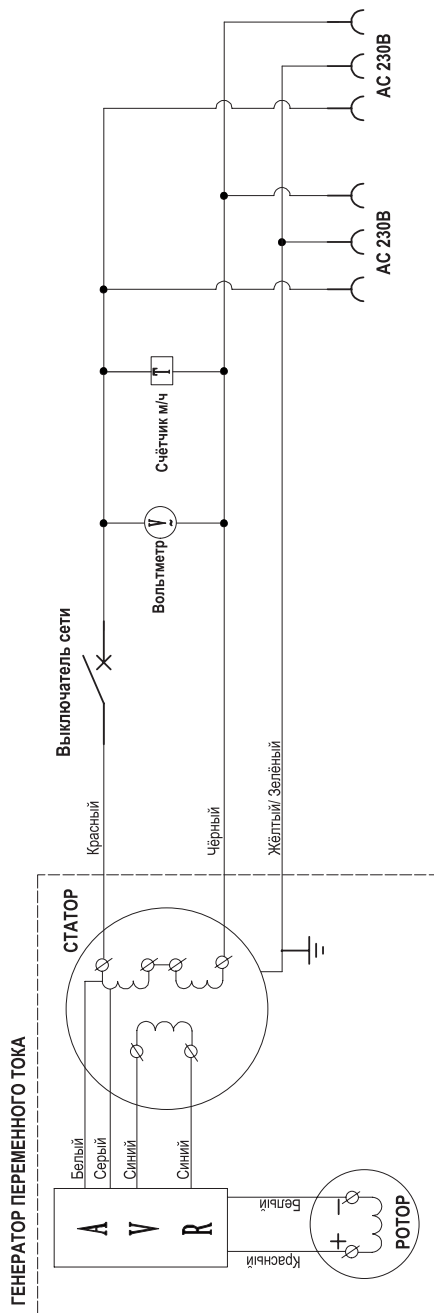 ГЕНЕРАТОР ПЕРЕМЕННОГО ТОКА
A V R
Белый
Серый
Синий
Синий
Красный
Белый
+
–
РОТОР
СТАТОР
Красный
Чёрный
Жёлтый/ Зелёный
Выключатель сети
Вольтметр
V
~
Счётчик м/ч
T
AC 230В
AC 230В